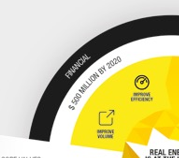 FINANCIAL
$ 500 MILLION BY 2020
IMPROVE
EFFICIENCY
IMPROVE
VOLUME
REAL ENE